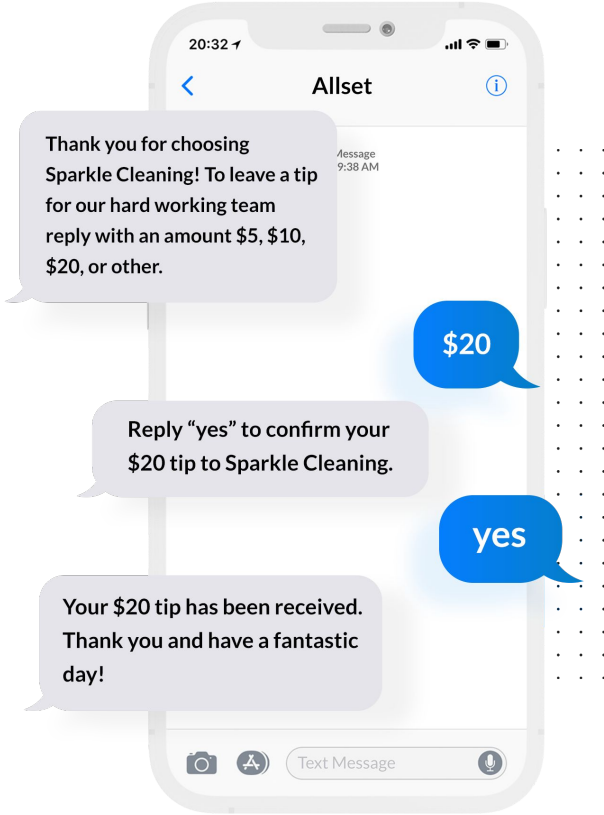 20:32
Allset
Message
9:38 AM
Thank you for choosing
Sparkle Cleaning! To leave a tip
for our hard working team
reply with an amount $5, $10,
$20, or other.
$20
Reply “yes” to confirm your
$20 tip to Sparkle Cleaning.
yes
Your $20 tip has been received.
Thank you and have a fantastic
day!
Text Message